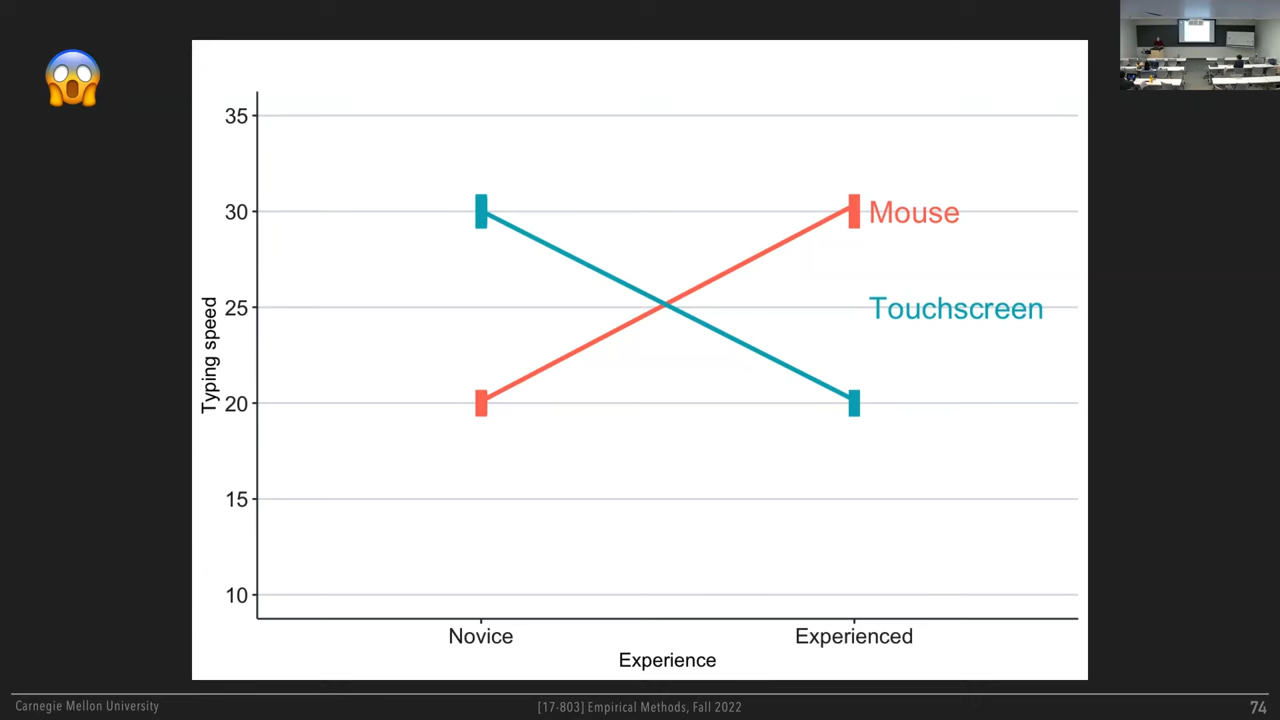 35
30
25
20
15
10
Typing speed
Mouse
Touchscreen
Novice
Experienced
Experience
Carnegie Mellon University
[17-803] Empirical Methods, Fall 2022
74